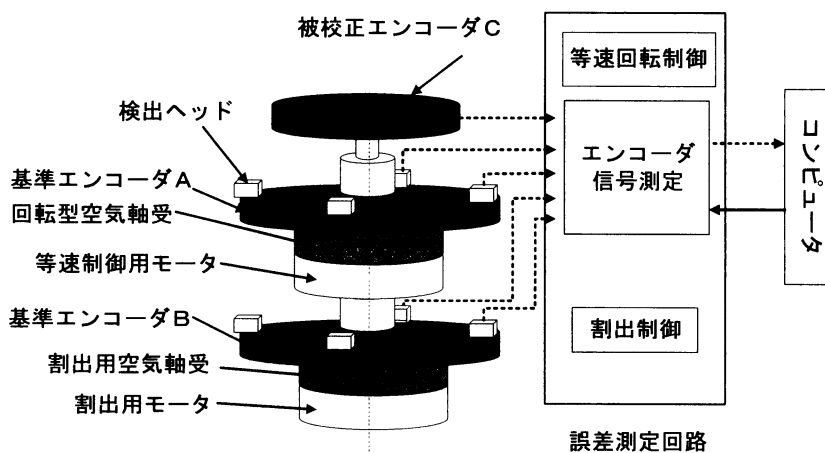 被校正エンコーダC
検出ヘッド
基準エンコーダA
回転型空気軸受
等速制御用モータ
基準エンコーダB
割出用空気軸受
割出用モータ
等速回転制御
エンコーダ
信号測定
割出制御
誤差測定回路
コンピュータ